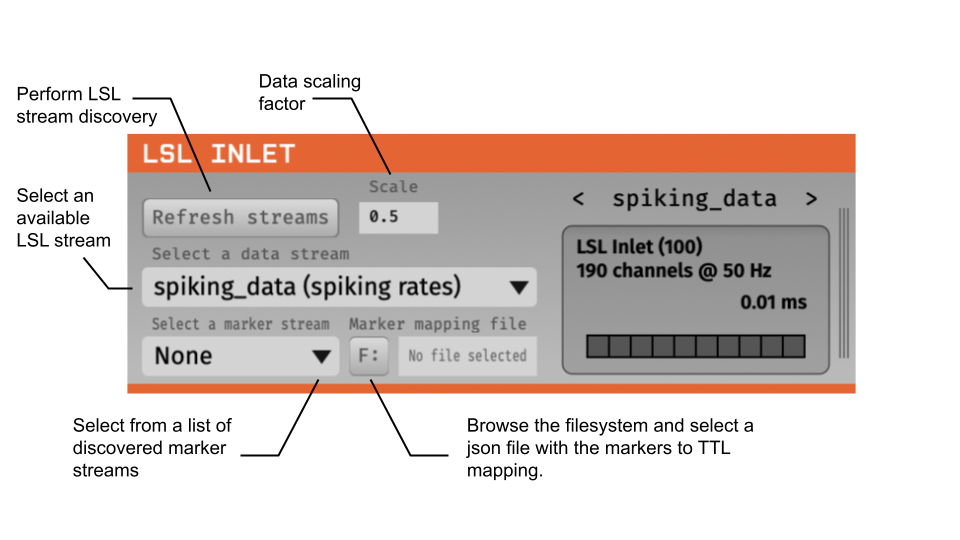 Perform LSL
stream discovery
Data scaling
factor
LSL INLET
Select an
available
LSL stream
Refresh streams
Scale
0.5
< spiking_data >
Select a data stream
spiking_data (spiking rates)
LSL Inlet (100)
190 channels @ 50 Hz
0.01 ms
Select a marker stream
Marker mapping file
None
F:
No file selected
Select from a list of
discovered marker
streams
Browse the filesystem and select a
json file with the markers to TTL
mapping.